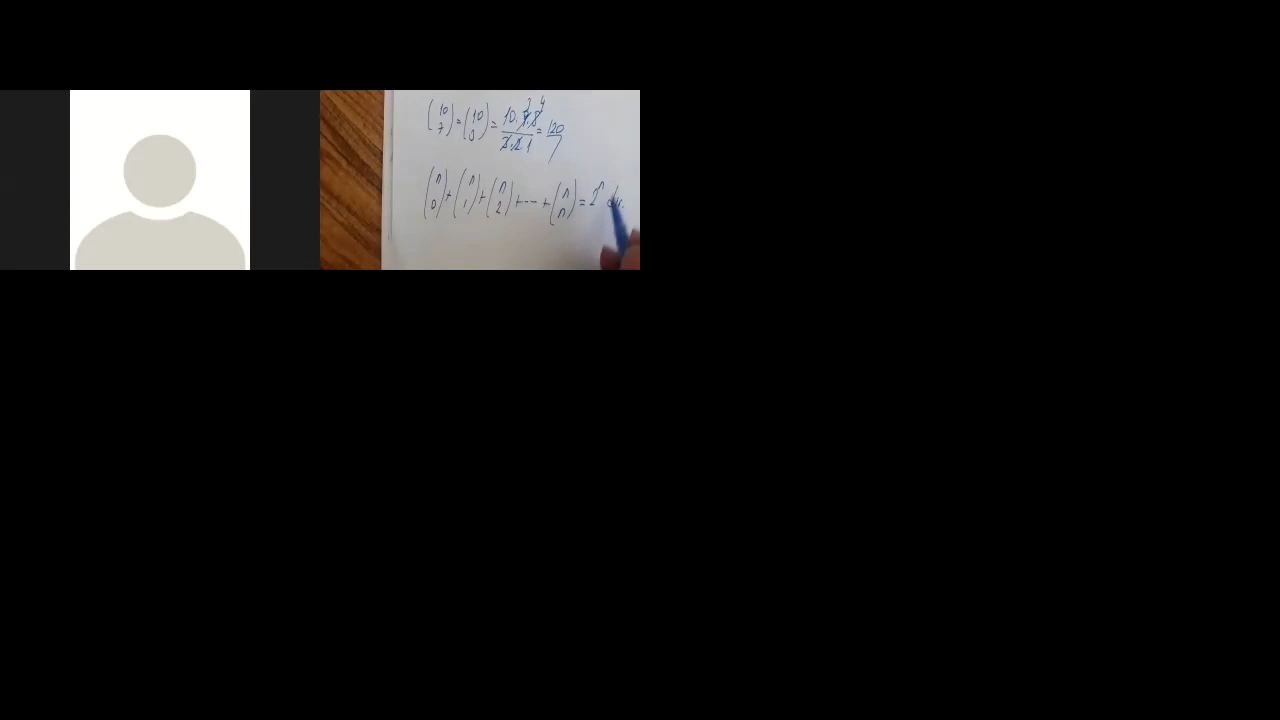 (10 7) = (10 3) = 10·9·8 / 3·2·1 = 120
(n 0) + (n 1) + (n 2) + ... + (n n) = 2ⁿ